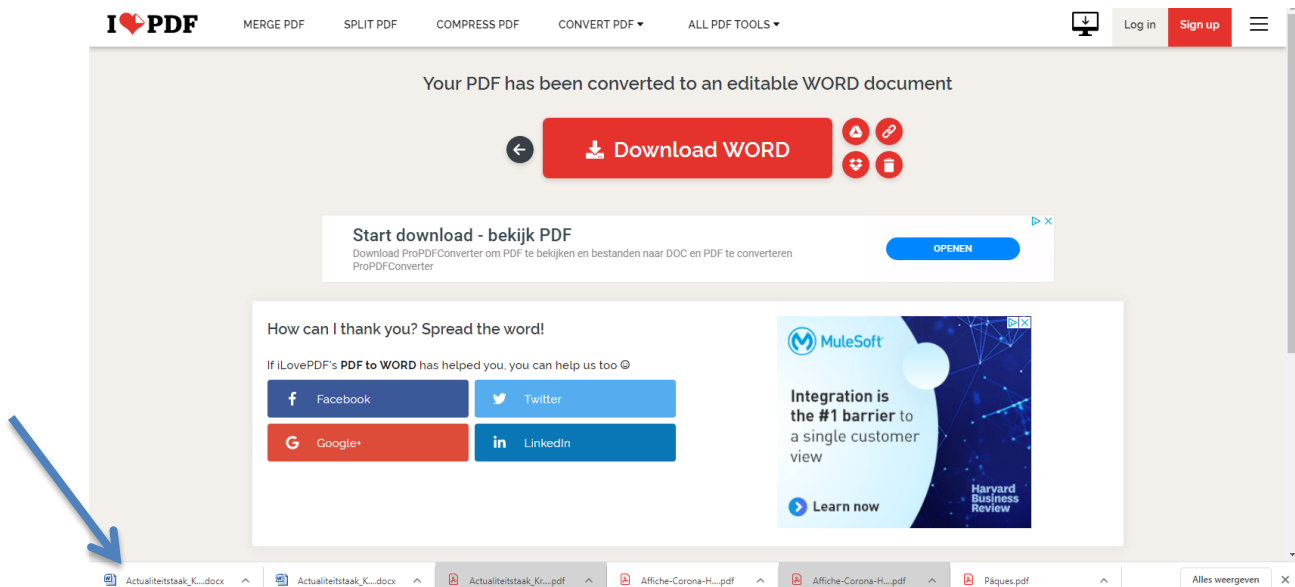 I PDF MERGE PDF SPLIT PDF COMPRESS PDF CONVERT PDF ALL PDF TOOLS Log in Sign up
Your PDF has been converted to an editable WORD document
Download WORD
Start download - bekijk PDF
Download ProPDFConverter om PDF te bekijken en bestanden naar DOC en PDF te converteren
ProPDFConverter
OPENEN
How can I thank you? Spread the word!
If iLovePDF's PDF to WORD has helped you, you can help us too
Facebook
Twitter
Google+
LinkedIn
MuleSoft
Integration is
the #1 barrier to
a single customer
view
Learn now
Harvard
Business
Review
Actualiteitstaak_K....docx Actualiteitstaak_K....docx Actualiteitstaak_Kr....pdf Affiche-Corona-H....pdf Affiche-Corona-H....pdf Pâques.pdf Alles weergeven